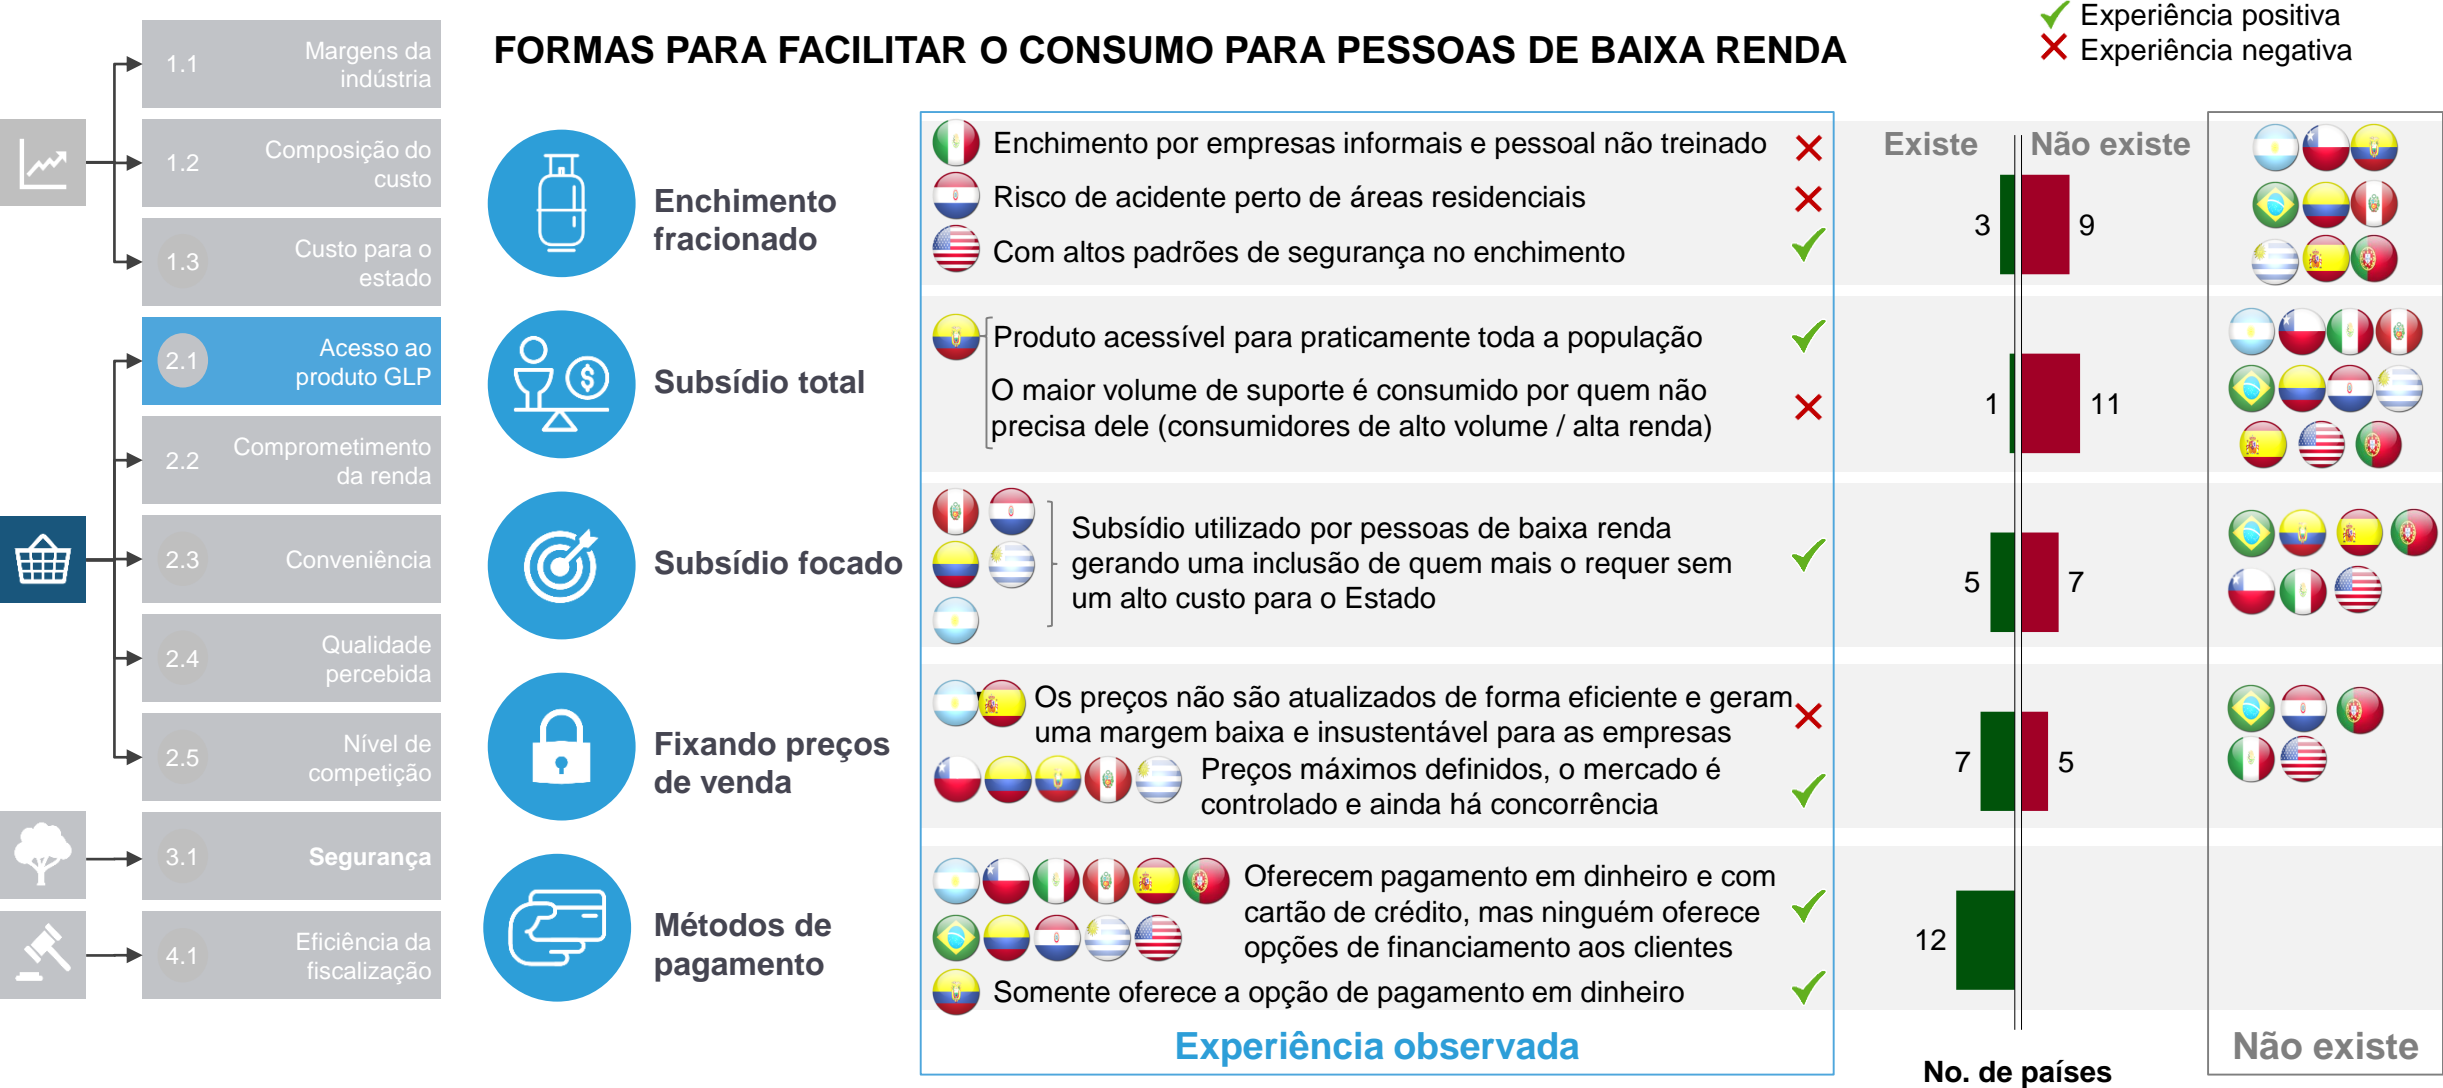 FORMAS PARA FACILITAR O CONSUMO PARA PESSOAS DE BAIXA RENDA
Experiência positiva
Experiência negativa
1.1
Margens da
indústria
1.2
Composição do
custo
1.3
Custo para o
estado
2.1
Acesso ao
produto GLP
2.2
Comprometimento
da renda
2.3
Conveniência
2.4
Qualidade
percebida
2.5
Nível de
competição
3.1
Segurança
4.1
Eficiência da
fiscalização
Existe
Não existe
Enchimento
fracionado
Enchimento por empresas informais e pessoal não treinado
Risco de acidente perto de áreas residenciais
Com altos padrões de segurança no enchimento
3
9
Subsídio total
Produto acessível para praticamente toda a população
O maior volume de suporte é consumido por quem não
precisa dele (consumidores de alto volume / alta renda)
1
11
Subsídio focado
Subsídio utilizado por pessoas de baixa renda
gerando uma inclusão de quem mais o requer sem
um alto custo para o Estado
5
7
Fixando preços
de venda
Os preços não são atualizados de forma eficiente e geram
uma margem baixa e insustentável para as empresas
Preços máximos definidos, o mercado é
controlado e ainda há concorrência
7
5
Métodos de
pagamento
Oferecem pagamento em dinheiro e com
cartão de crédito, mas ninguém oferece
opções de financiamento aos clientes
Somente oferece a opção de pagamento em dinheiro
12
Experiência observada
No. de países
Não existe